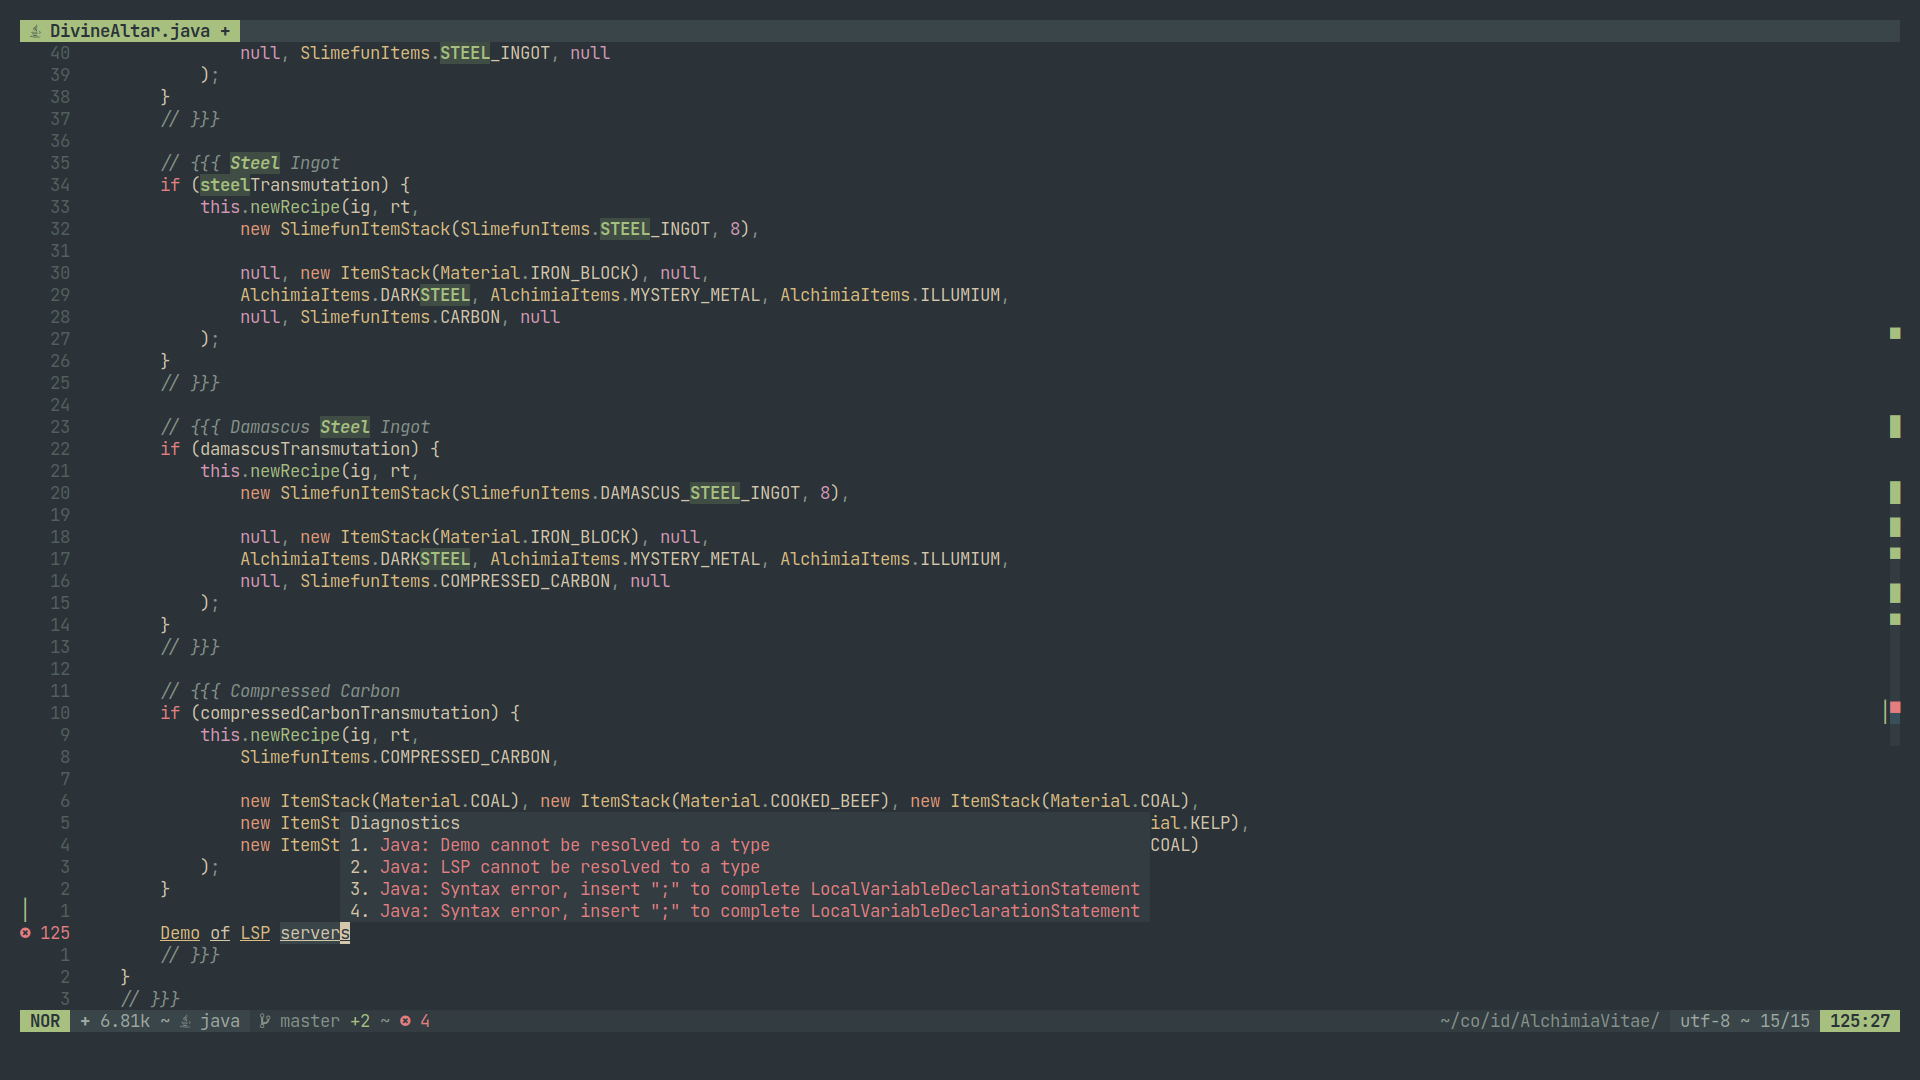 DivineAltar.java +
40 null, SlimefunItems.STEEL_INGOT, null
39 );
38 }
37 // }}}
36
35 // {{{ Steel Ingot
34 if (steelTransmutation) {
33 this.newRecipe(ig, rt,
32 new SlimefunItemStack(SlimefunItems.STEEL_INGOT, 8),
31
30 null, new ItemStack(Material.IRON_BLOCK), null,
29 AlchimiaItems.DARKSTEEL, AlchimiaItems.MYSTERY_METAL, AlchimiaItems.ILLUMIUM,
28 null, SlimefunItems.CARBON, null
27 );
26 }
25 // }}}
24
23 // {{{ Damascus Steel Ingot
22 if (damascusTransmutation) {
21 this.newRecipe(ig, rt,
20 new SlimefunItemStack(SlimefunItems.DAMASCUS_STEEL_INGOT, 8),
19
18 null, new ItemStack(Material.IRON_BLOCK), null,
17 AlchimiaItems.DARKSTEEL, AlchimiaItems.MYSTERY_METAL, AlchimiaItems.ILLUMIUM,
16 null, SlimefunItems.COMPRESSED_CARBON, null
15 );
14 }
13 // }}}
12
11 // {{{ Compressed Carbon
10 if (compressedCarbonTransmutation) {
9 this.newRecipe(ig, rt,
8 SlimefunItems.COMPRESSED_CARBON,
7
6 new ItemStack(Material.COAL), new ItemStack(Material.COOKED_BEEF), new ItemStack(Material.COAL),
5 new ItemSt Diagnostics ial.KELP),
4 new ItemSt 1. Java: Demo cannot be resolved to a type COAL)
3 ); 2. Java: LSP cannot be resolved to a type
2 } 3. Java: Syntax error, insert ";" to complete LocalVariableDeclarationStatement
1 4. Java: Syntax error, insert ";" to complete LocalVariableDeclarationStatement
125 Demo of LSP servers
1 // }}}
2 }
3 // }}}
NOR + 6.81k ~ java master +2 ~ 4 ~/co/id/AlchimiaVitae/ utf-8 ~ 15/15 125:27